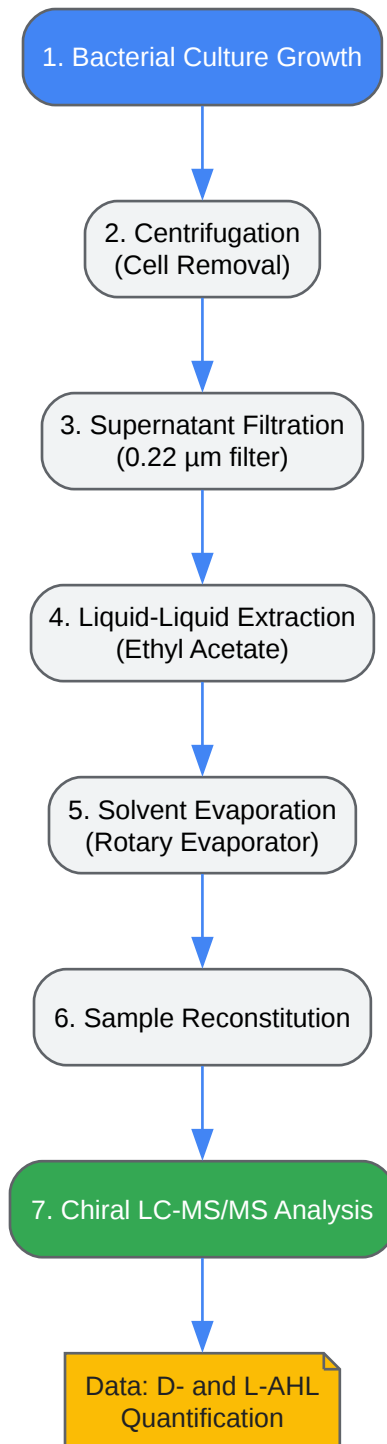 1. Bacterial Culture Growth
2. Centrifugation
(Cell Removal)
3. Supernatant Filtration
(0.22 µm filter)
4. Liquid-Liquid Extraction
(Ethyl Acetate)
5. Solvent Evaporation
(Rotary Evaporator)
6. Sample Reconstitution
7. Chiral LC-MS/MS Analysis
Data: D- and L-AHL
Quantification